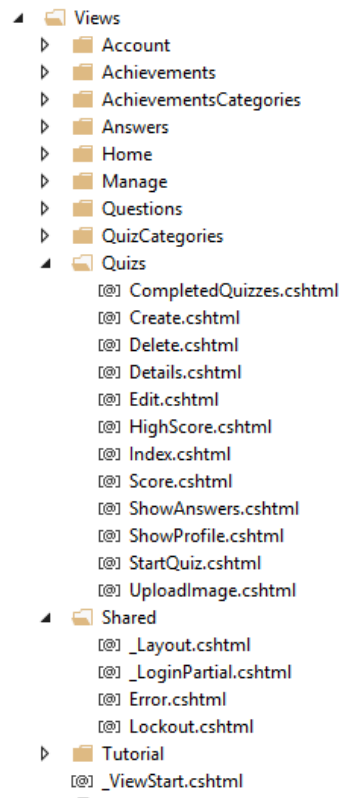 Views
Account
Achievements
AchievementsCategories
Answers
Home
Manage
Questions
QuizCategories
Quizs
[@] CompletedQuizzes.cshtml
[@] Create.cshtml
[@] Delete.cshtml
[@] Details.cshtml
[@] Edit.cshtml
[@] HighScore.cshtml
[@] Index.cshtml
[@] Score.cshtml
[@] ShowAnswers.cshtml
[@] ShowProfile.cshtml
[@] StartQuiz.cshtml
[@] UploadImage.cshtml
Shared
[@] _Layout.cshtml
[@] _LoginPartial.cshtml
[@] Error.cshtml
[@] Lockout.cshtml
Tutorial
[@] _ViewStart.cshtml